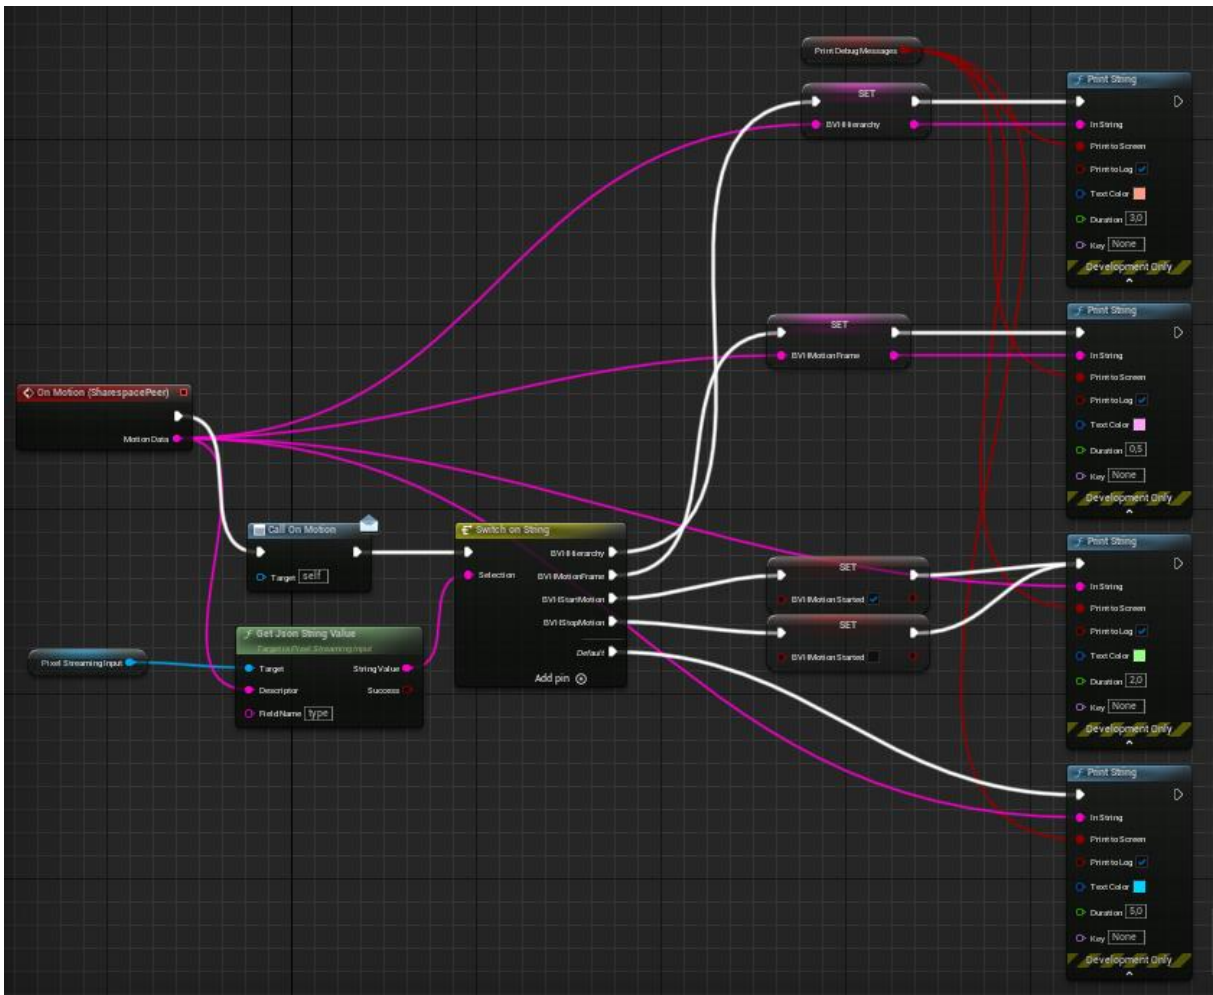 Print Debug Messages
SET
BVHHierarchy
Print String
In String
Print to Screen
Print to Log
Text Color
Duration 3,0
Key None
Development Only
SET
BVHMotionFrame
Print String
In String
Print to Screen
Print to Log
Text Color
Duration 0,5
Key None
Development Only
On Motion (SharespacePeer)
Motion Data
Call On Motion
Target self
Switch on String
Selection
BVHHierarchy
BVHMotionFrame
BVHStartMotion
BVHStopMotion
Default
Add pin
Pixel Streaming Input
Get Json String Value
Target is Pixel Streaming Input
Target
String Value
Descriptor
Success
Field Name type
SET
BVHMotionStarted
SET
BVHMotionStarted
Print String
In String
Print to Screen
Print to Log
Text Color
Duration 2,0
Key None
Development Only
Print String
In String
Print to Screen
Print to Log
Text Color
Duration 5,0
Key None
Development Only